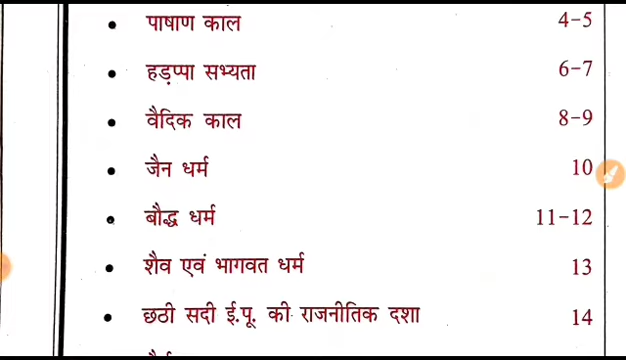 • पाषाण काल 4-5
• हड़प्पा सभ्यता 6-7
• वैदिक काल 8-9
• जैन धर्म 10
• बौद्ध धर्म 11-12
• शैव एवं भागवत धर्म 13
• छठी सदी ई.पू. की राजनीतिक दशा 14